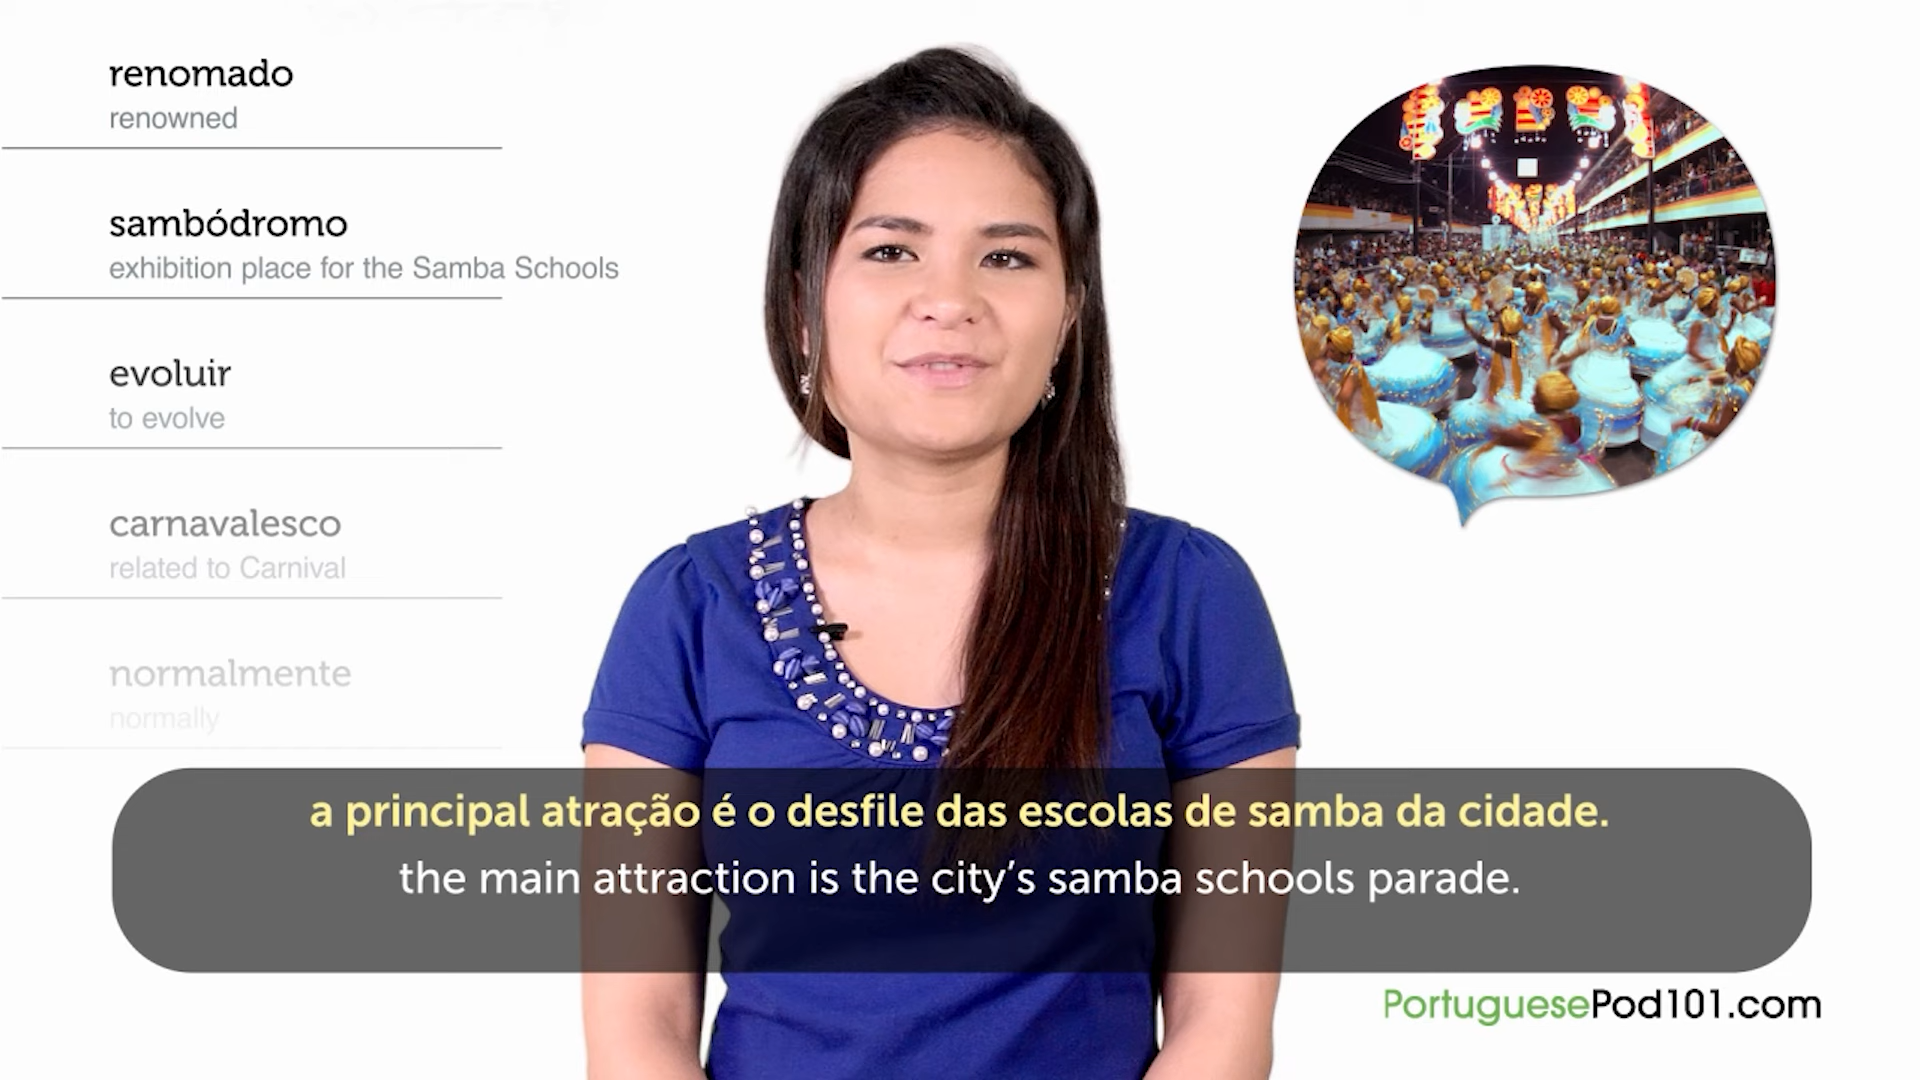 renomado
renowned
sambódromo
exhibition place for the Samba Schools
evoluir
to evolve
carnavalesco
related to Carnival
normalmente
normally
a principal atração é o desfile das escolas de samba da cidade.
the main attraction is the city's samba schools parade.
PortuguesePod101.com